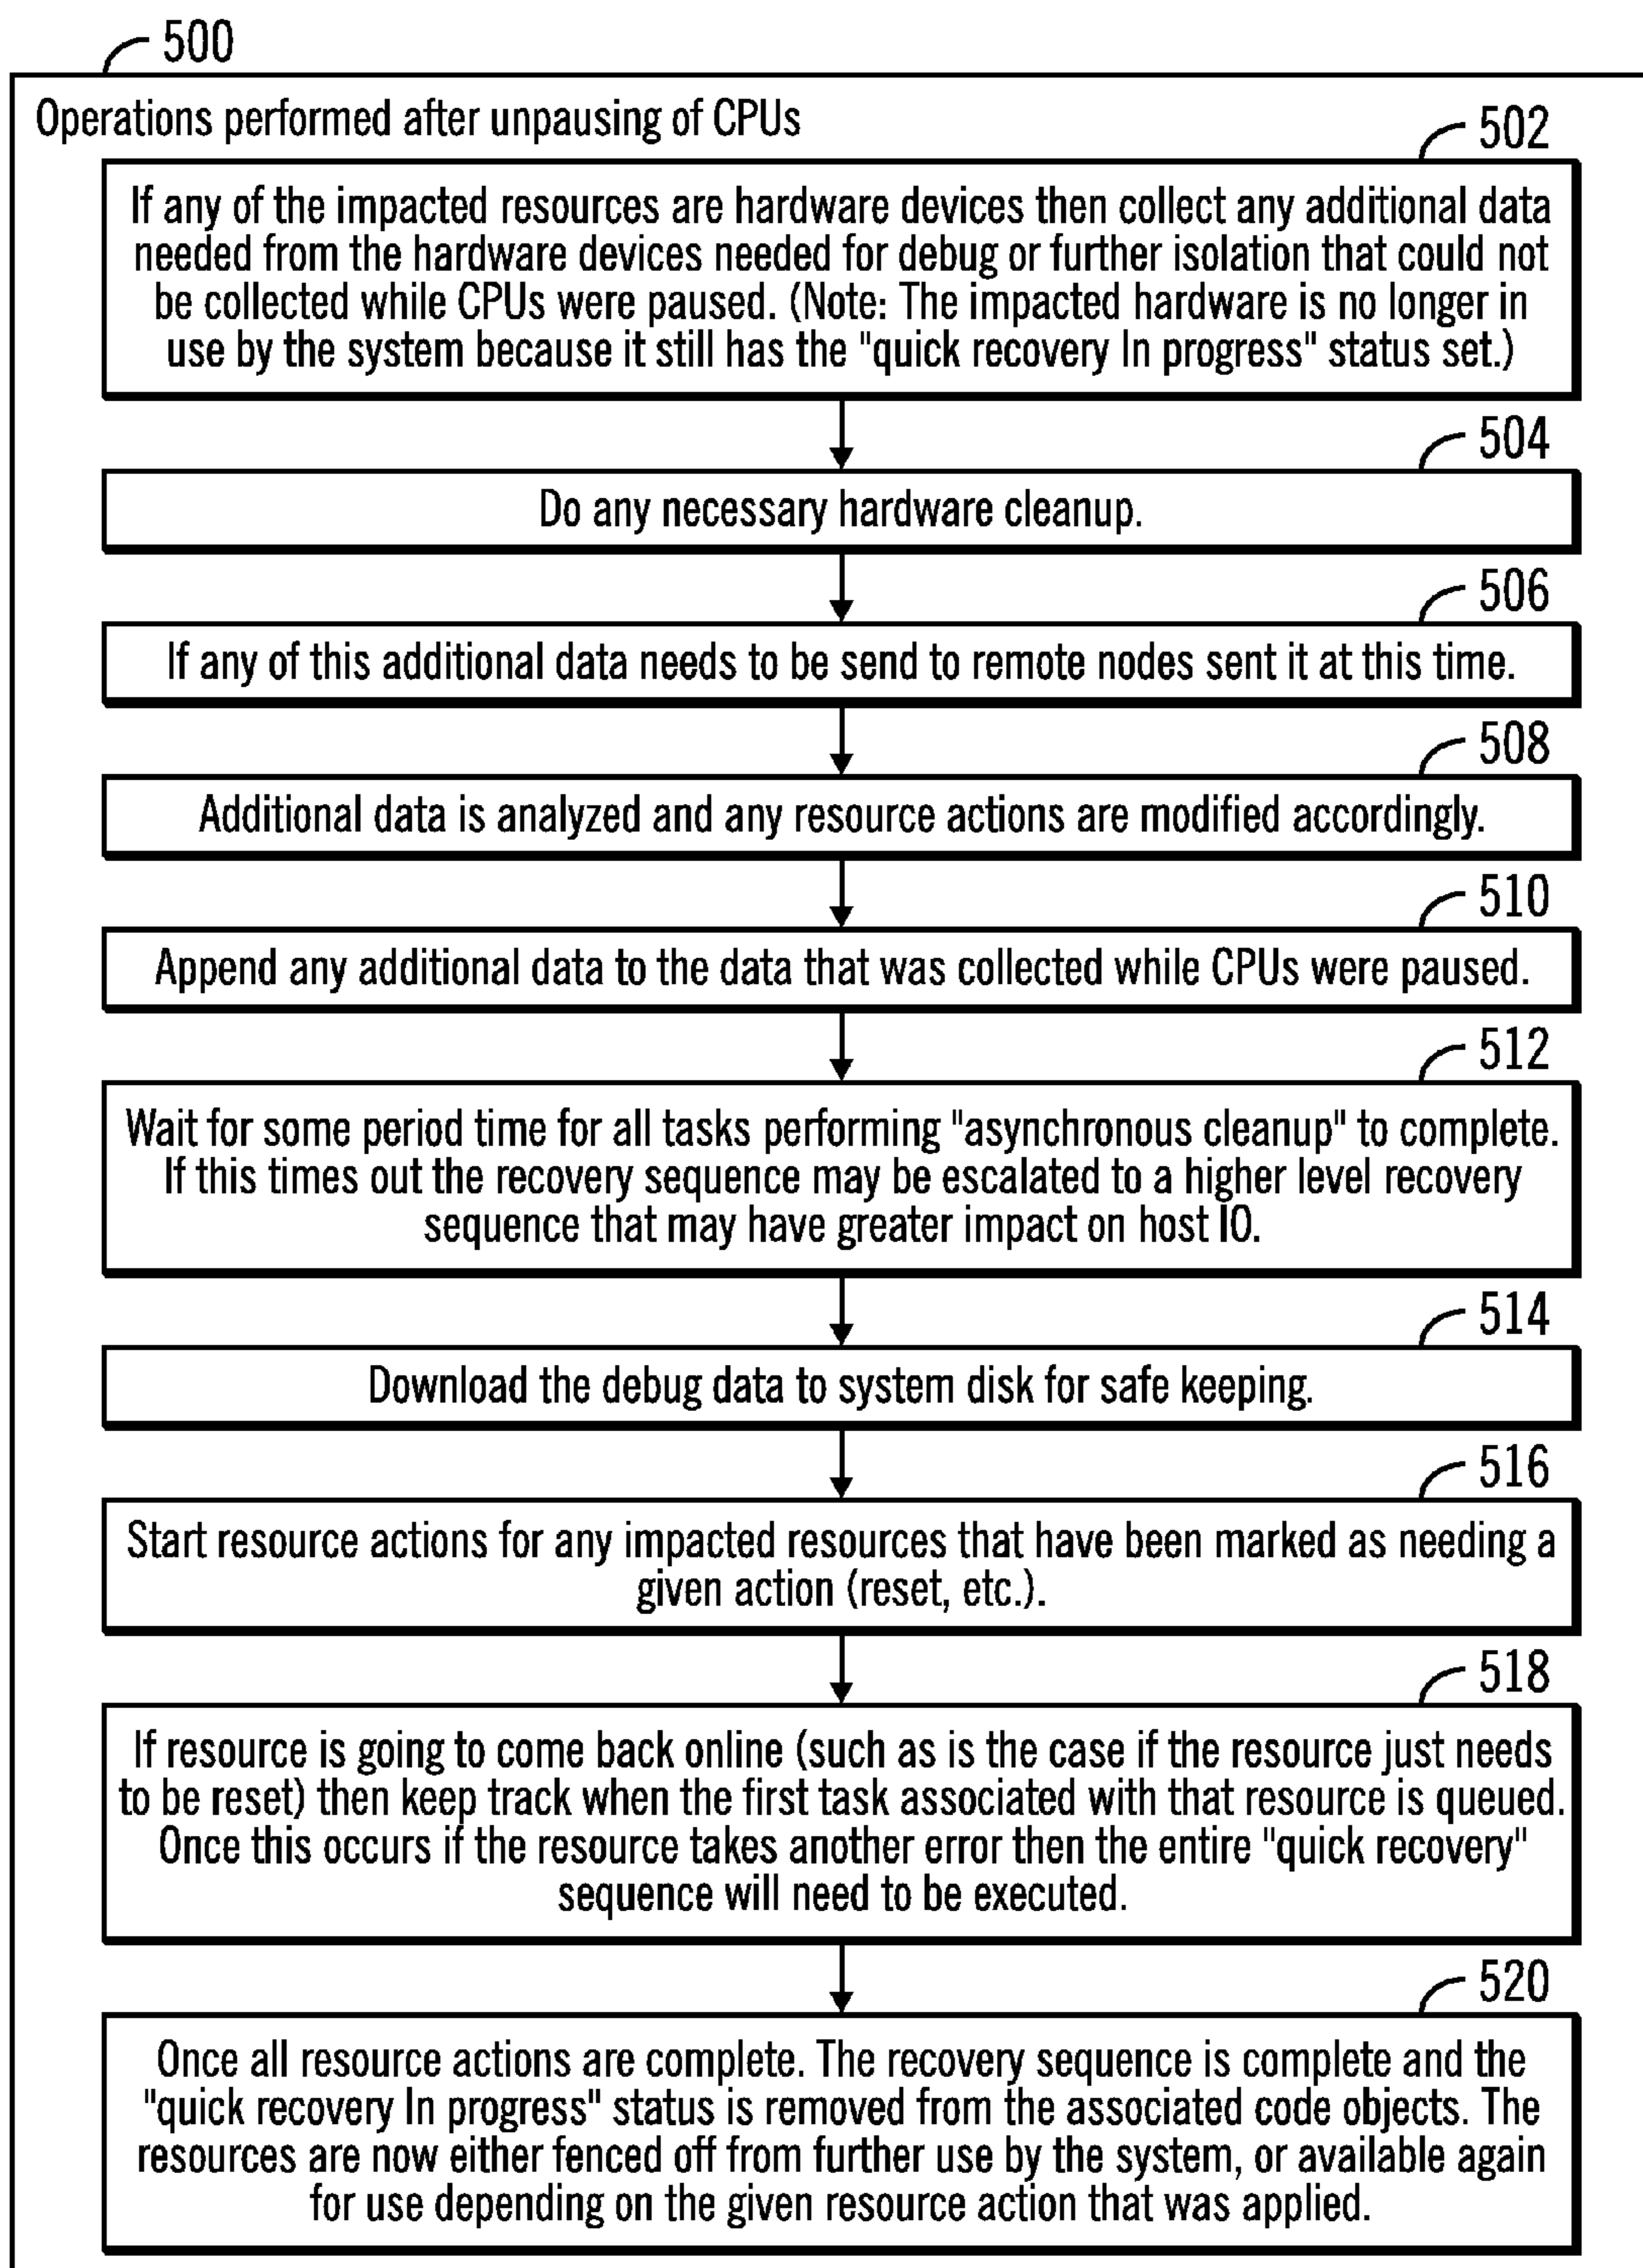 500
Operations performed after unpausing of CPUs
502
If any of the impacted resources are hardware devices then collect any additional data
needed from the hardware devices needed for debug or further isolation that could not
be collected while CPUs were paused. (Note: The impacted hardware is no longer in
use by the system because it still has the "quick recovery In progress" status set.)
504
Do any necessary hardware cleanup.
506
If any of this additional data needs to be send to remote nodes sent it at this time.
508
Additional data is analyzed and any resource actions are modified accordingly.
510
Append any additional data to the data that was collected while CPUs were paused.
512
Wait for some period time for all tasks performing "asynchronous cleanup" to complete.
If this times out the recovery sequence may be escalated to a higher level recovery
sequence that may have greater impact on host IO.
514
Download the debug data to system disk for safe keeping.
516
Start resource actions for any impacted resources that have been marked as needing a
given action (reset, etc.).
518
If resource is going to come back online (such as is the case if the resource just needs
to be reset) then keep track when the first task associated with that resource is queued.
Once this occurs if the resource takes another error then the entire "quick recovery"
sequence will need to be executed.
520
Once all resource actions are complete. The recovery sequence is complete and the
"quick recovery In progress" status is removed from the associated code objects. The
resources are now either fenced off from further use by the system, or available again
for use depending on the given resource action that was applied.